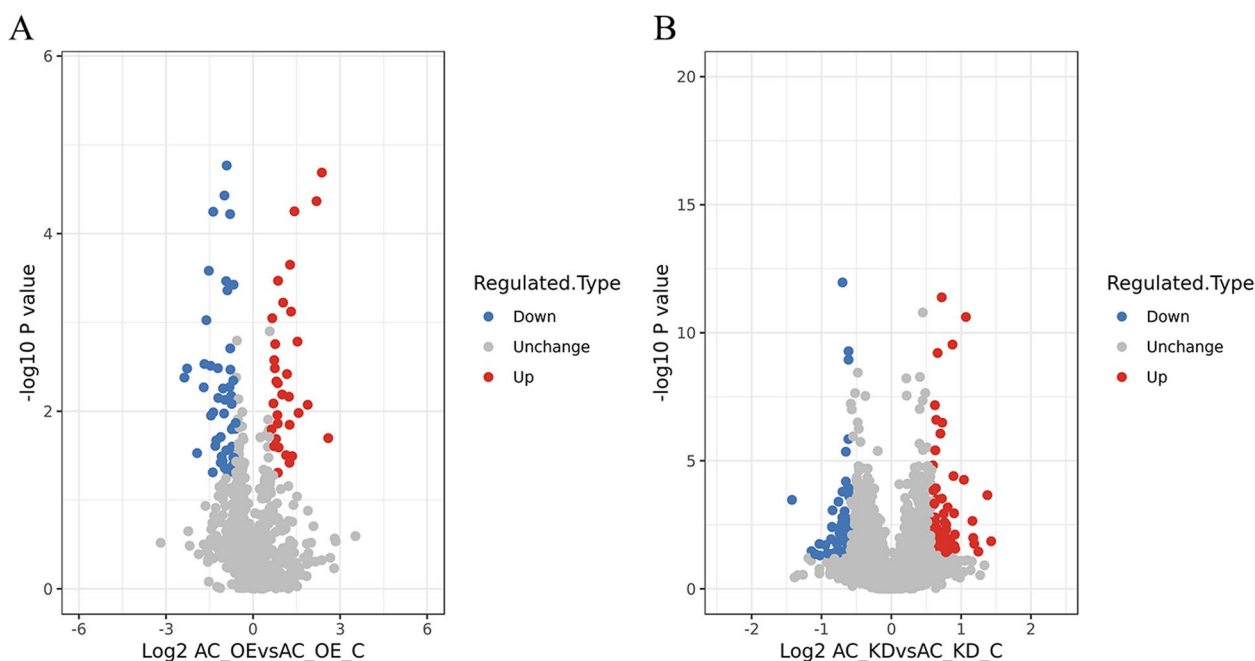 A
6
4
2
0
-log10 P value
-6
-3
0
3
6
Log2 AC_OEvsAC_OE_C
Regulated.Type
Down
Unchange
Up
B
20
15
10
5
0
-log10 P value
-2
-1
0
1
2
Log2 AC_KDvsAC_KD_C
Regulated.Type
Down
Unchange
Up